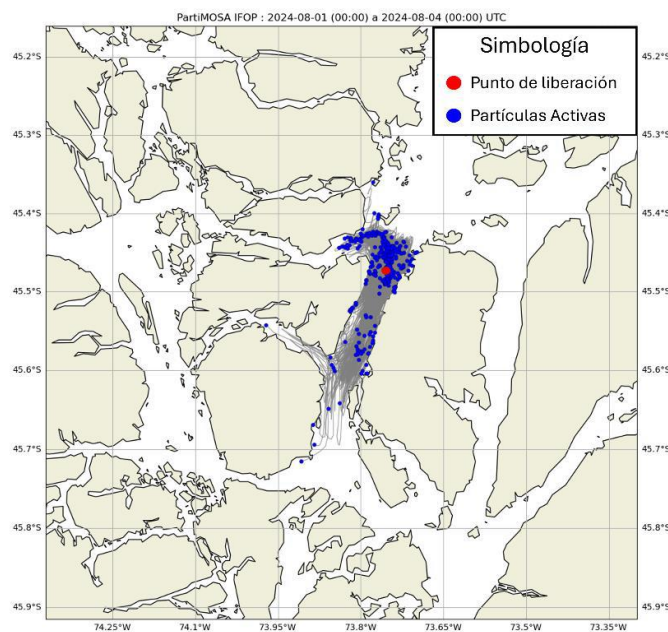 PartiMOSA IFOP : 2024-08-01 (00:00) a 2024-08-04 (00:00) UTC
Simbología
Punto de liberación
Partículas Activas
45.2°S
45.2°S
45.3°S
45.3°S
45.4°S
45.4°S
45.5°S
45.5°S
45.6°S
45.6°S
45.7°S
45.7°S
45.8°S
45.8°S
45.9°S
45.9°S
74.25°W
74.1°W
73.95°W
73.8°W
73.65°W
73.5°W
73.35°W